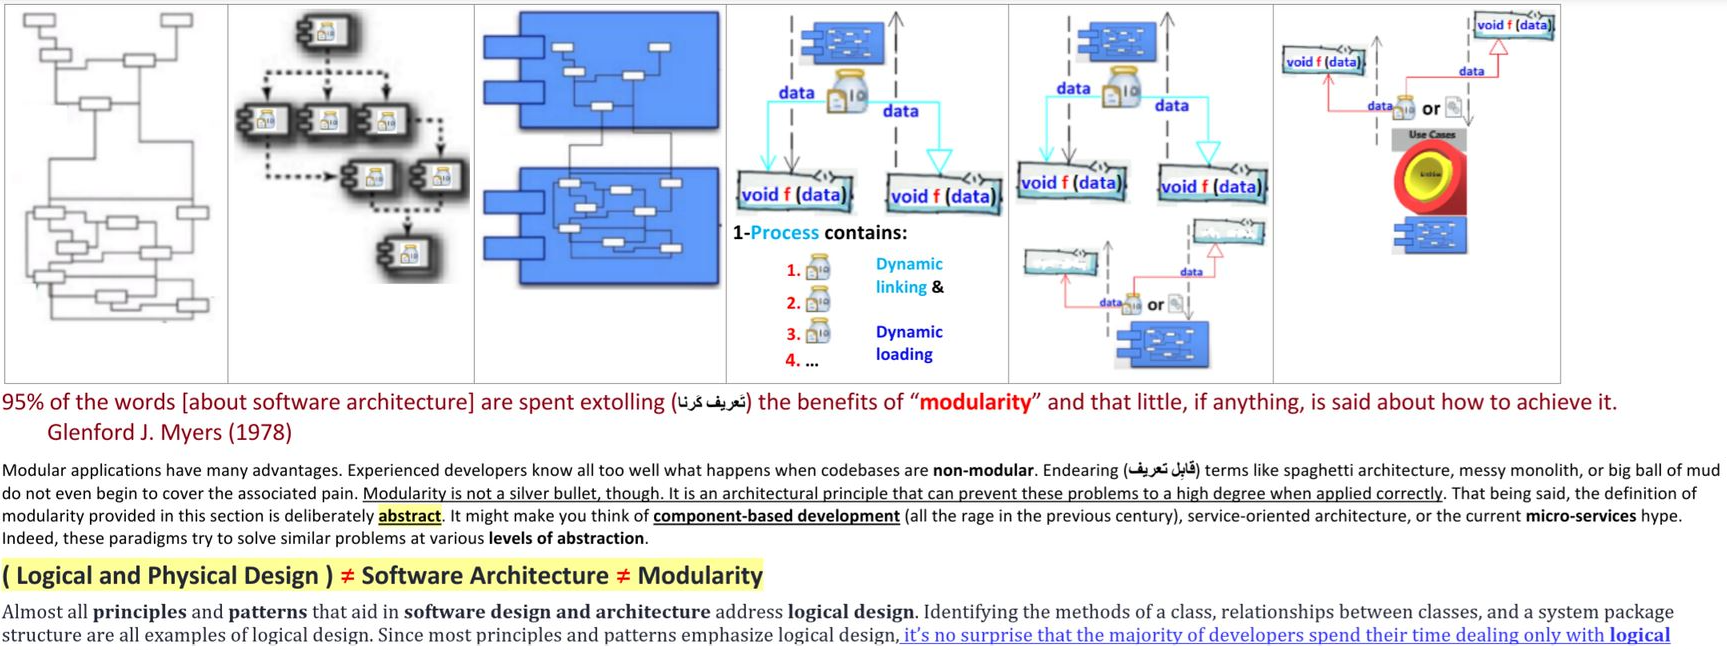 data
data
void f (data)
void f (data)
1-Process contains:
1.
2.
3.
4. ...
Dynamic
linking &
Dynamic
loading
data
data
void f (data)
void f (data)
data
data
or
void f (data)
void f (data)
data
data
or
Use Cases
95% of the words [about software architecture] are spent extolling (تَعرِیف کَرنا) the benefits of “modularity” and that little, if anything, is said about how to achieve it.
Glenford J. Myers (1978)
Modular applications have many advantages. Experienced developers know all too well what happens when codebases are non-modular. Endearing (قابِلِ تعریف) terms like spaghetti architecture, messy monolith, or big ball of mud
do not even begin to cover the associated pain. Modularity is not a silver bullet, though. It is an architectural principle that can prevent these problems to a high degree when applied correctly. That being said, the definition of
modularity provided in this section is deliberately abstract. It might make you think of component-based development (all the rage in the previous century), service-oriented architecture, or the current micro-services hype.
Indeed, these paradigms try to solve similar problems at various levels of abstraction.
( Logical and Physical Design ) ≠ Software Architecture ≠ Modularity
Almost all principles and patterns that aid in software design and architecture address logical design. Identifying the methods of a class, relationships between classes, and a system package
structure are all examples of logical design. Since most principles and patterns emphasize logical design, it’s no surprise that the majority of developers spend their time dealing only with logical